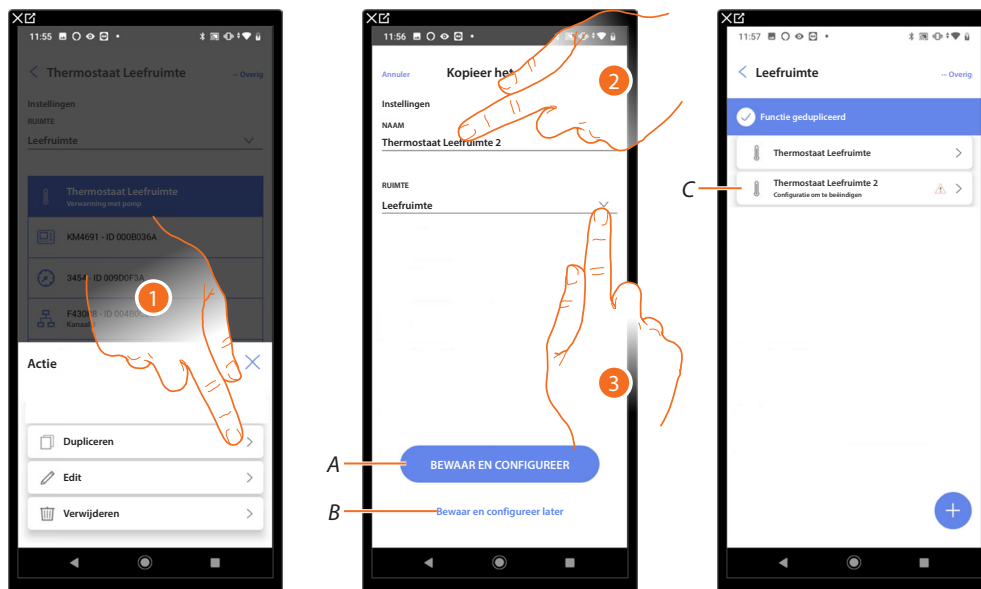 11:55
Thermostaat Leefruimte
-- Overig
Instellingen
RUIMTE
Leefruimte
Thermostaat Leefruimte
Verwarming met pomp
KM4691 - ID 000B036A
3454 - ID 009D0F3A
1
Actie
Dupliceren
Edit
Verwijderen
11:56
Annuler
Kopieer het
2
Instellingen
NAAM
Thermostaat Leefruimte 2
RUIMTE
Leefruimte
3
A
BEWAAR EN CONFIGUREER
B
Bewaar en configureer later
11:57
Leefruimte
-- Overig
Functie gedupliceerd
Thermostaat Leefruimte
C
Thermostaat Leefruimte 2
Configuratie om te beëindigen